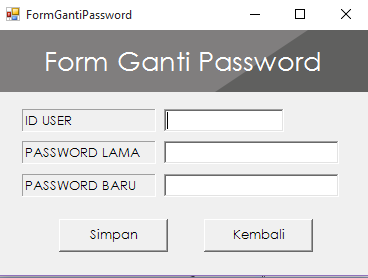 FormGantiPassword
Form Ganti Password
ID USER
PASSWORD LAMA
PASSWORD BARU
Simpan
Kembali